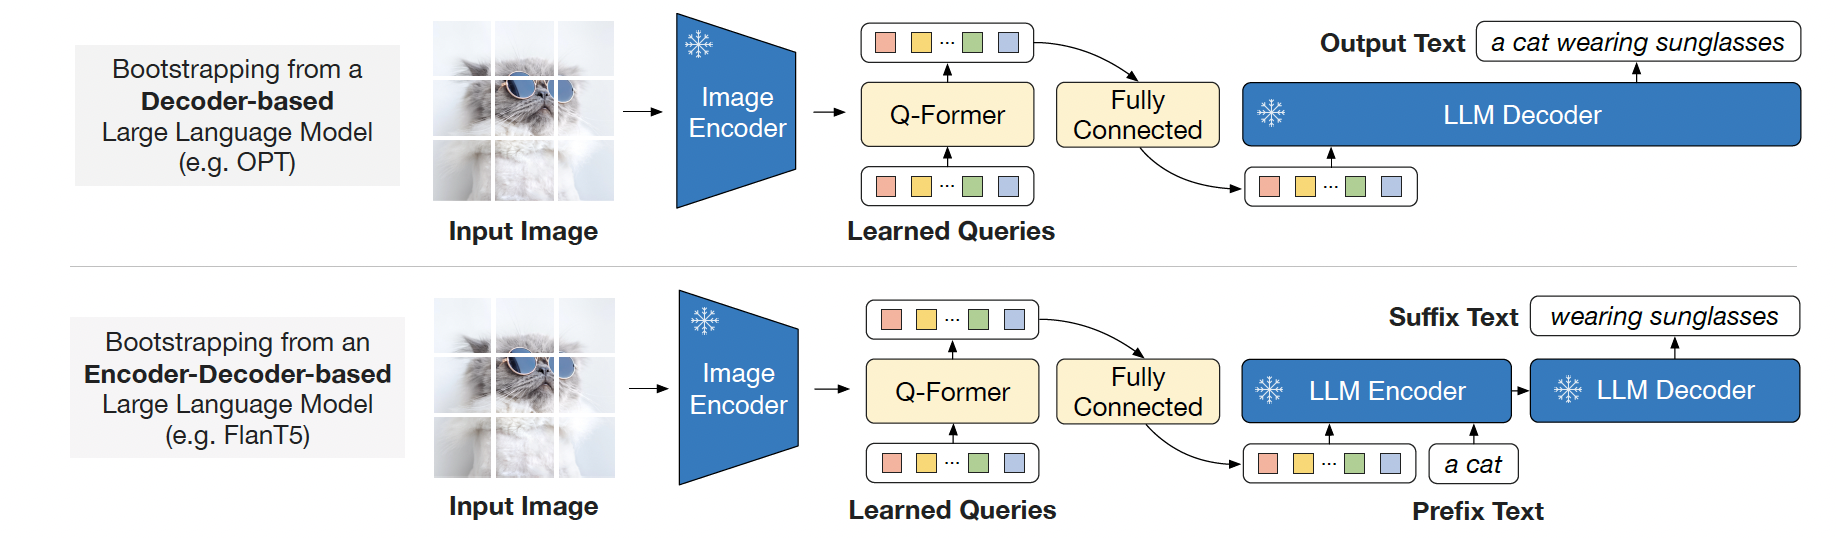 Bootstrapping from a
Decoder-based
Large Language Model
(e.g. OPT)
Input Image
Image
Encoder
...
Q-Former
...
Learned Queries
Fully
Connected
Output Text
a cat wearing sunglasses
LLM Decoder
...
Bootstrapping from an
Encoder-Decoder-based
Large Language Model
(e.g. FlanT5)
Input Image
Image
Encoder
...
Q-Former
...
Learned Queries
Fully
Connected
Suffix Text
wearing sunglasses
LLM Encoder
LLM Decoder
...
a cat
Prefix Text